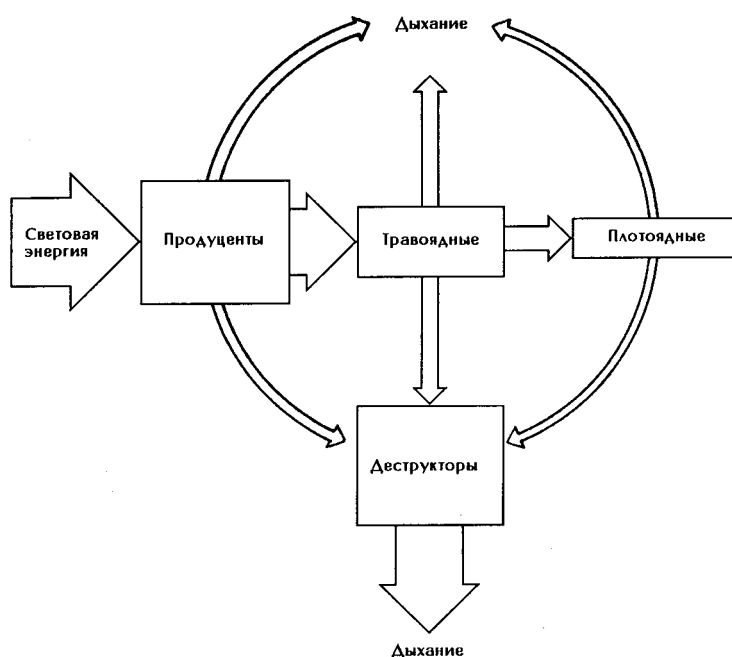 Дыхание
Световая
энергия
Продуценты
Травоядные
Плотоядные
Деструкторы
Дыхание